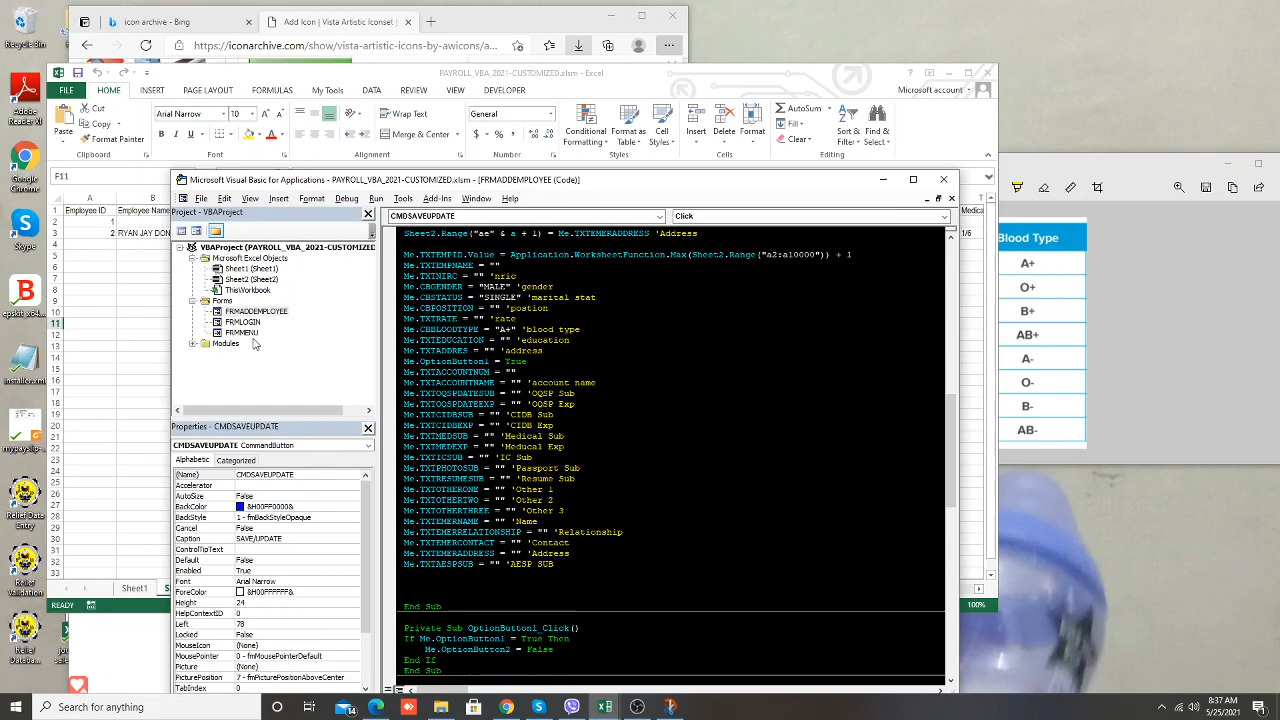 Recycle Bin
Icon Archive - Bing
Add Icon - Bing
https://iconarchive.com/show/vista-artistic-icons-by-awicons/a...
PAYROLL_VBA_2021-CUSTOMIZED.xlsm - Excel
FILE HOME INSERT PAGE LAYOUT FORMULAS My Tools DATA REVIEW VIEW DEVELOPER Microsoft account
Paste
Cut
Copy
Format Painter
Arial Narrow 10
B I U
Wrap Text
Merge & Center
General
Conditional Formatting
Format as Table
Cell Styles
Insert
Delete
Format
AutoSum
Fill
Clear
Sort & Filter
Find & Select
Clipboard Font Alignment Number Styles Cells Editing
F11
Microsoft Visual Basic for Applications - PAYROLL_VBA_2021-CUSTOMIZED.xlsm - [FRMADDEMPLOYEE (Code)]
File Edit View Insert Format Debug Run Tools Add-Ins Window Help
A B
1 Employee ID Employee Name
2 1
3 2 RYAN JAY DON
Medica
1/6
Project - VBAProject
VBAProject (PAYROLL_VBA_2021-CUSTOMIZED
Microsoft Excel Objects
Sheet1 (Sheet1)
Sheet2 (Sheet2)
ThisWorkbook
Forms
FRMADDEMPLOYEE
FRMLOGIN
FRMMENU
Modules
Properties - CMDSAVEUPDATE
CMDSAVEUPDATE CommandButton
Alphabetic Categorized
(Name) CMDSAVEUPDATE
Accelerator
AutoSize False
BackColor &H00FF0000&
BackStyle 1 - fmBackStyleOpaque
Cancel False
Caption SAVE/UPDATE
ControlTipText
Default False
Enabled True
Font Arial Narrow
ForeColor &H00FFFFFF&
Height 24
HelpContextID 0
Left 78
Locked False
MouseIcon (None)
MousePointer 0 - fmMousePointerDefault
Picture (None)
PicturePosition 7 - fmPicturePositionAboveCenter
TabIndex 0
CMDSAVEUPDATE Click
Sheet2.Range("ae" & a + 1) = Me.TXTEMERADDRESS 'Address
Me.TXTEMPID.Value = Application.WorksheetFunction.Max(Sheet2.Range("a2:a10000")) + 1
Me.TXTEMPNAME = ""
Me.TXTNIRC = "" 'nric
Me.CBGENDER = "MALE" 'gender
Me.CBSTATUS = "SINGLE" 'marital stat
Me.CBPOSITION = "" 'postion
Me.TXTRATE = "" 'rate
Me.CBBLOODTYPE = "A+" 'blood type
Me.TXTEDUCATION = "" 'education
Me.TXTADDRES = "" 'address
Me.OptionButton1 = True
Me.TXTACCOUNTNUM = ""
Me.TXTACCOUNTNAME = "" 'account name
Me.TXTOQSPDATESUB = "" 'OQSP Sub
Me.TXTOQSPDATEEXP = "" 'OQSP Exp
Me.TXTCIDBSUB = "" 'CIDB Sub
Me.TXTCIDBEXP = "" 'CIDB Exp
Me.TXTMEDSUB = "" 'Medical Sub
Me.TXTMEDEXP = "" 'Meducal Exp
Me.TXTICSUB = "" 'IC Sub
Me.TXTPHOTOSUB = "" 'Passport Sub
Me.TXTRESUMESUB = "" 'Resume Sub
Me.TXTOTHERONE = "" 'Other 1
Me.TXTOTHERTWO = "" 'Other 2
Me.TXTOTHERTHREE = "" 'Other 3
Me.TXTEMERNAME = "" 'Name
Me.TXTEMERRELATIONSHIP = "" 'Relationship
Me.TXTEMERCONTACT = "" 'Contact
Me.TXTEMERADDRESS = "" 'Address
Me.TXTAESPSUB = "" 'AESP SUB
End Sub
Private Sub OptionButton1_Click()
If Me.OptionButton1 = True Then
Me.OptionButton2 = False
End If
End Sub
Blood Type
A+
O+
B+
AB+
A-
O-
B-
AB-
Sheet1
READY
100%
Type here to search
8:37 AM
5/25/2021